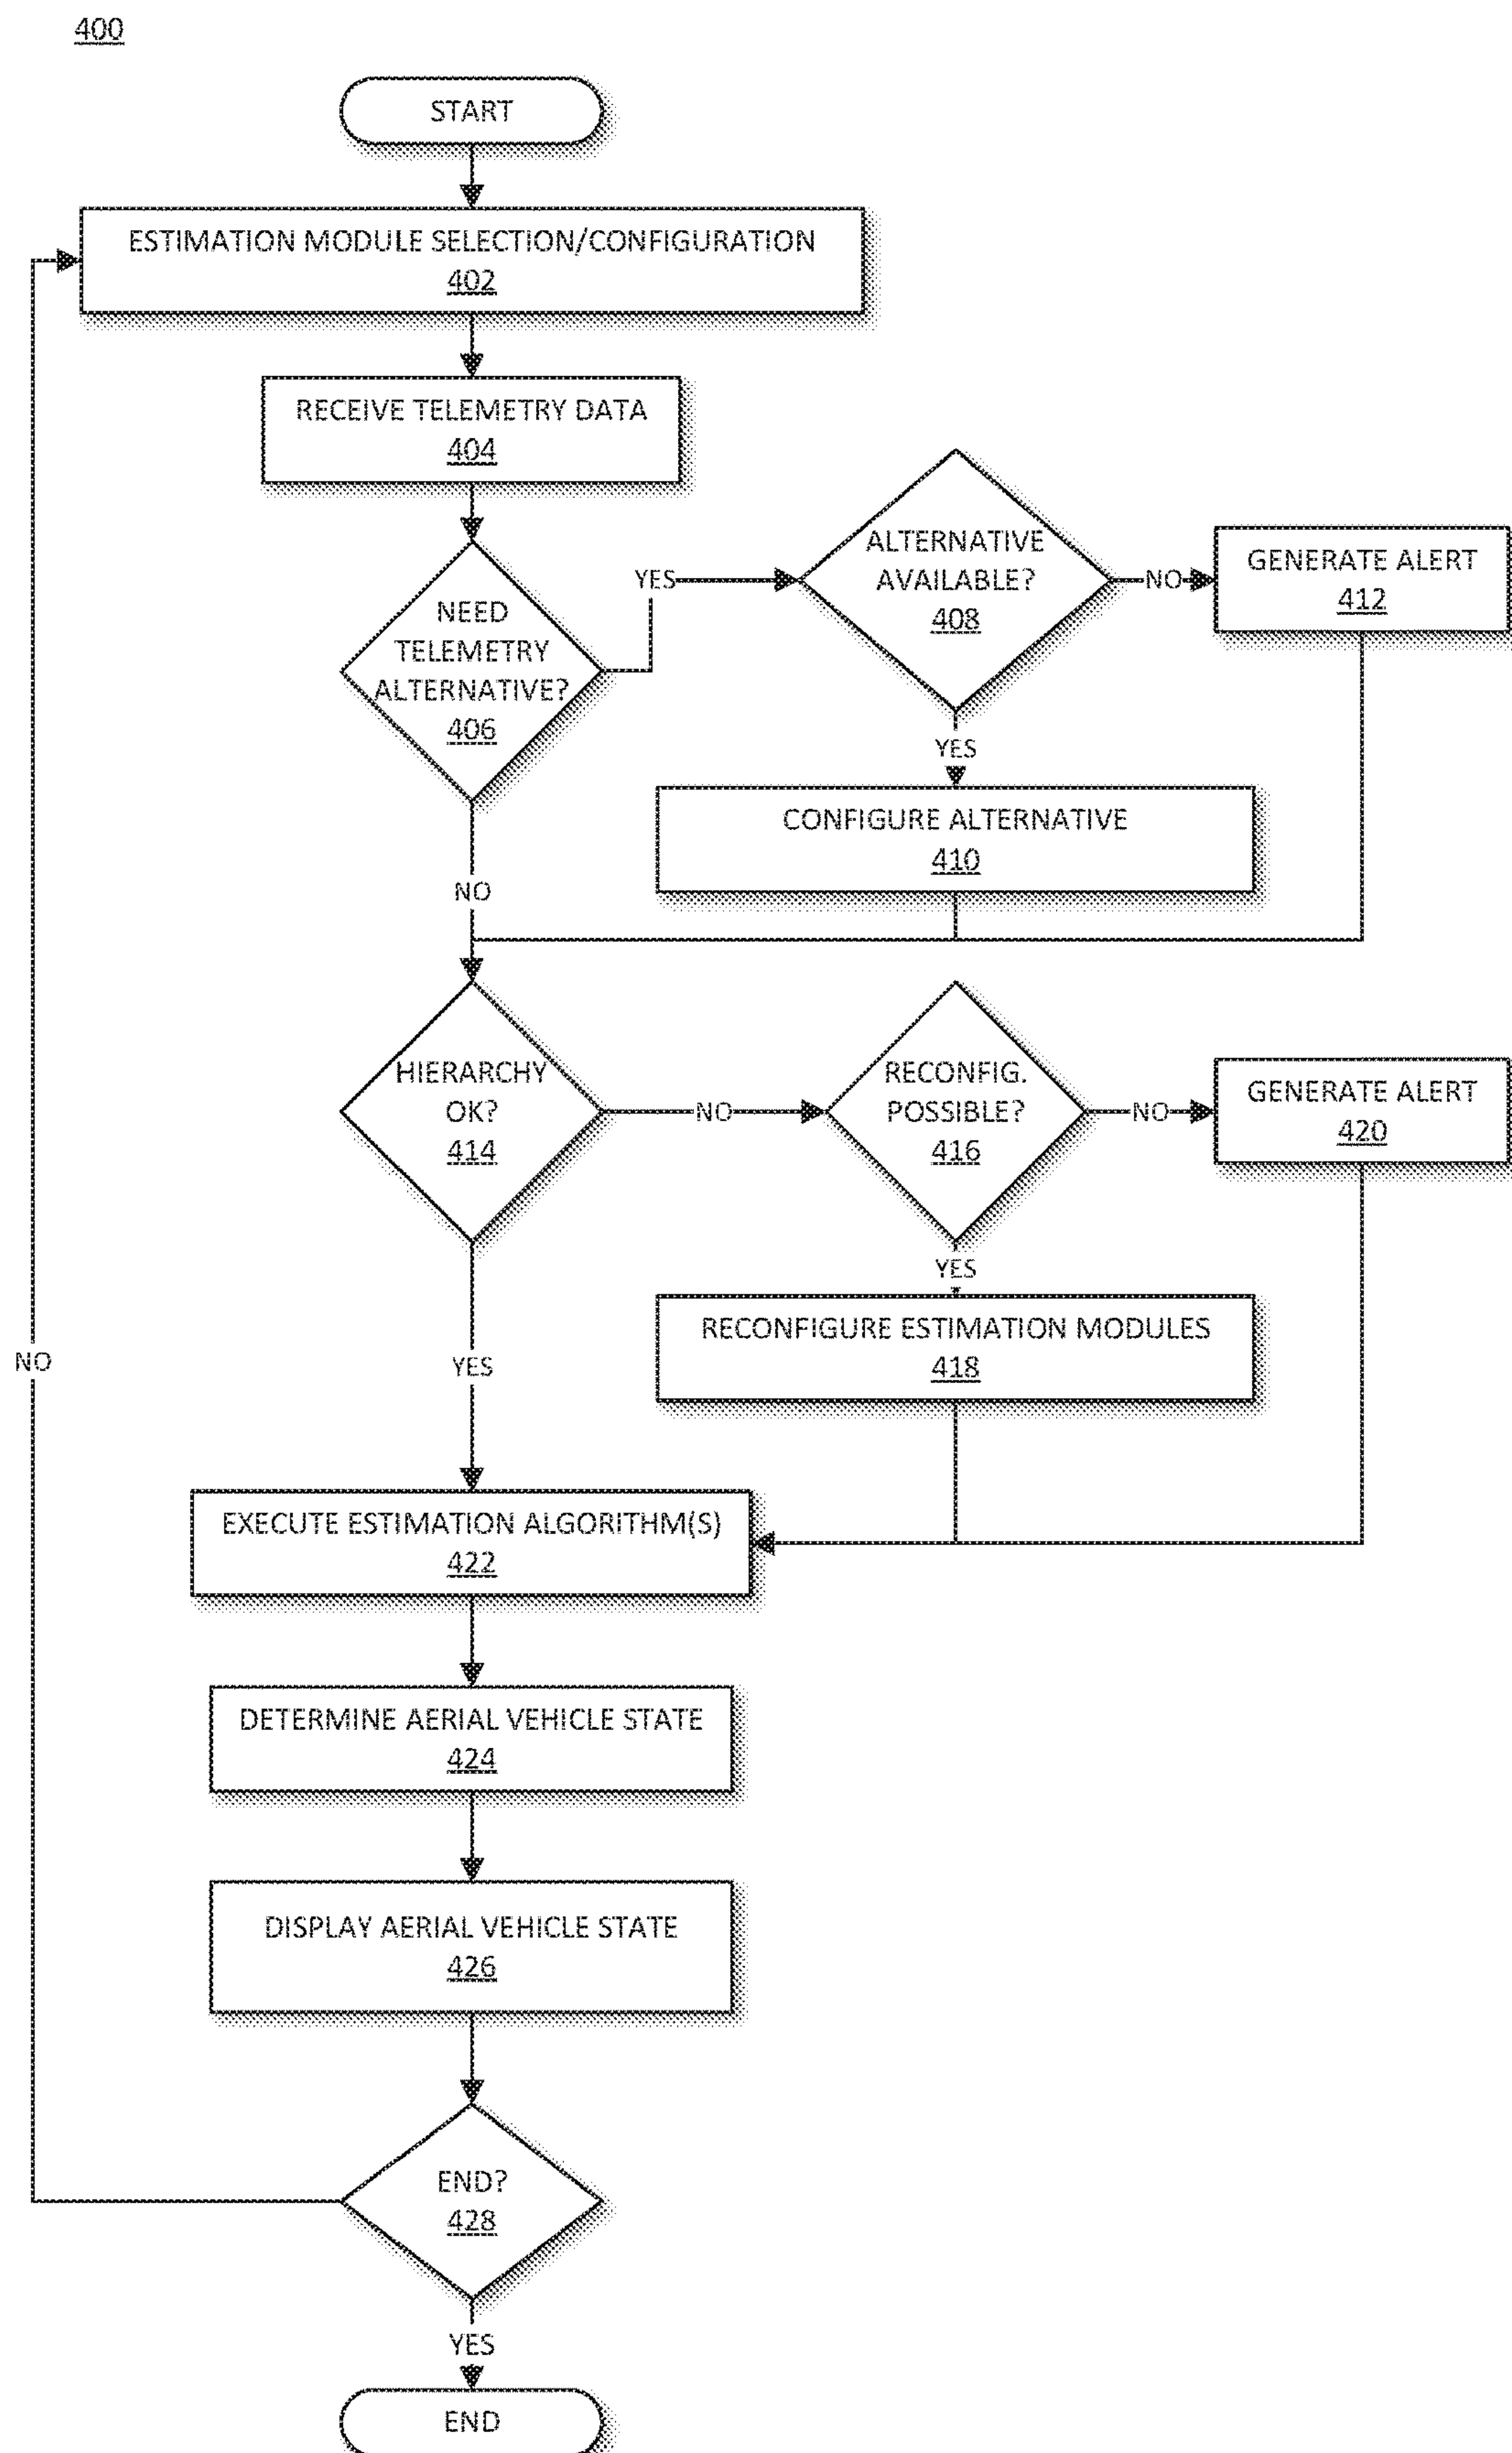 400
START
ESTIMATION MODULE SELECTION/CONFIGURATION
402
RECEIVE TELEMETRY DATA
404
NEED
TELEMETRY
ALTERNATIVE?
406
YES
ALTERNATIVE
AVAILABLE?
408
NO
GENERATE ALERT
412
YES
CONFIGURE ALTERNATIVE
410
NO
HIERARCHY
OK?
414
NO
RECONFIG.
POSSIBLE?
416
NO
GENERATE ALERT
420
YES
RECONFIGURE ESTIMATION MODULES
418
YES
NO
EXECUTE ESTIMATION ALGORITHM(S)
422
DETERMINE AERIAL VEHICLE STATE
424
DISPLAY AERIAL VEHICLE STATE
426
END?
428
YES
END